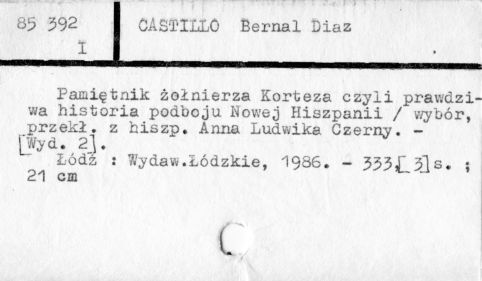 85 392
I
CASTILLO Bernal Diaz
Pamiętnik żołnierza Korteza czyli prawdzi-
wa historia podboju Nowej Hiszpanii / wybór,
przekł. z hiszp. Anna Ludwika Czerny. -
[Wyd. 2].
Łódź : Wydaw.Łódzkie, 1986. - 333,[3]s. ;
21 cm